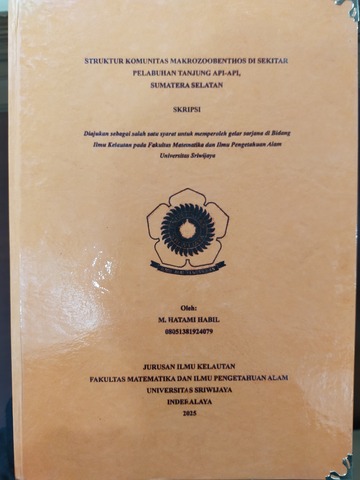 STRUKTUR KOMUNITAS MAKROZOOBENTHOS DI SEKITAR
PELABUHAN TANJUNG API-API,
SUMATERA SELATAN
SKRIPSI
Diajukan sebagai salah satu syarat untuk memperoleh gelar sarjana di Bidang
Ilmu Kelautan pada Fakultas Matematika dan Ilmu Pengetahuan Alam
Universitas Sriwijaya
Oleh:
M. HATAMI HABIL
08051381924079
JURUSAN ILMU KELAUTAN
FAKULTAS MATEMATIKA DAN ILMU PENGETAHUAN ALAM
UNIVERSITAS SRIWIJAYA
INDERALAYA
2025